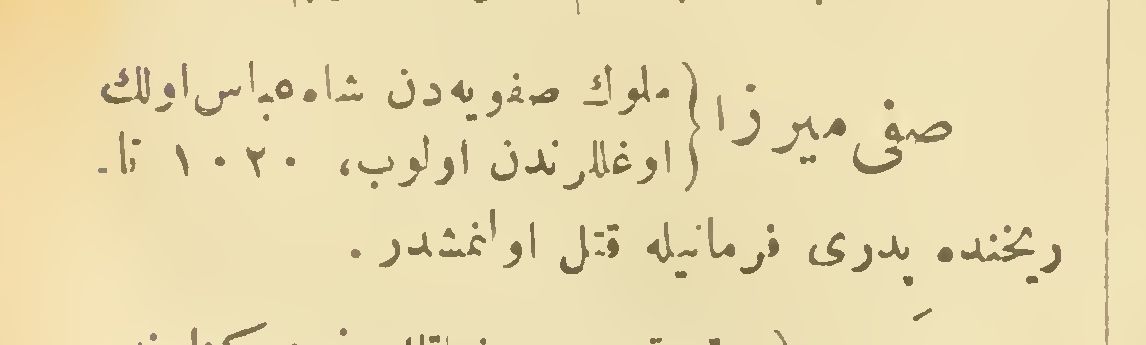 صفی میرزا { ملوك صفویه‌دن شاه عباس اولك
اوغللرندن اولوب، ۱۰۲۰ تا-
ریخنده پدری فرمانیله قتل اولنمشدر .